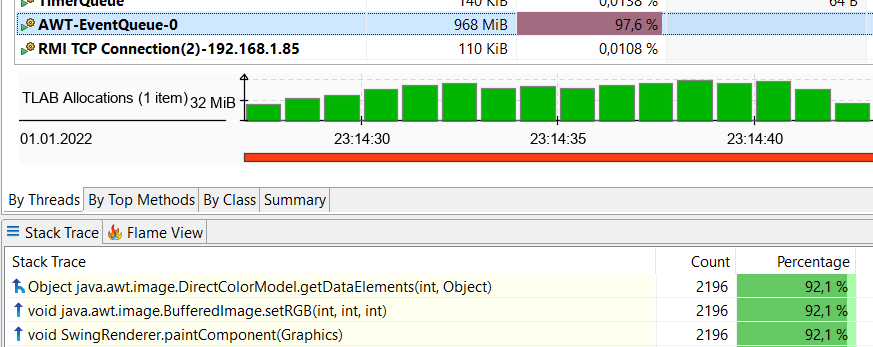 TimerQueue 140 KiB 0,0138 % 64 B
AWT-EventQueue-0 968 MiB 97,6 %
RMI TCP Connection(2)-192.168.1.85 110 KiB 0,0108 %
TLAB Allocations (1 item) 32 MiB
01.01.2022 23:14:30 23:14:35 23:14:40
By Threads By Top Methods By Class Summary
Stack Trace Flame View
Stack Trace Count Percentage
Object java.awt.image.DirectColorModel.getDataElements(int, Object) 2196 92,1 %
void java.awt.image.BufferedImage.setRGB(int, int, int) 2196 92,1 %
void SwingRenderer.paintComponent(Graphics) 2196 92,1 %